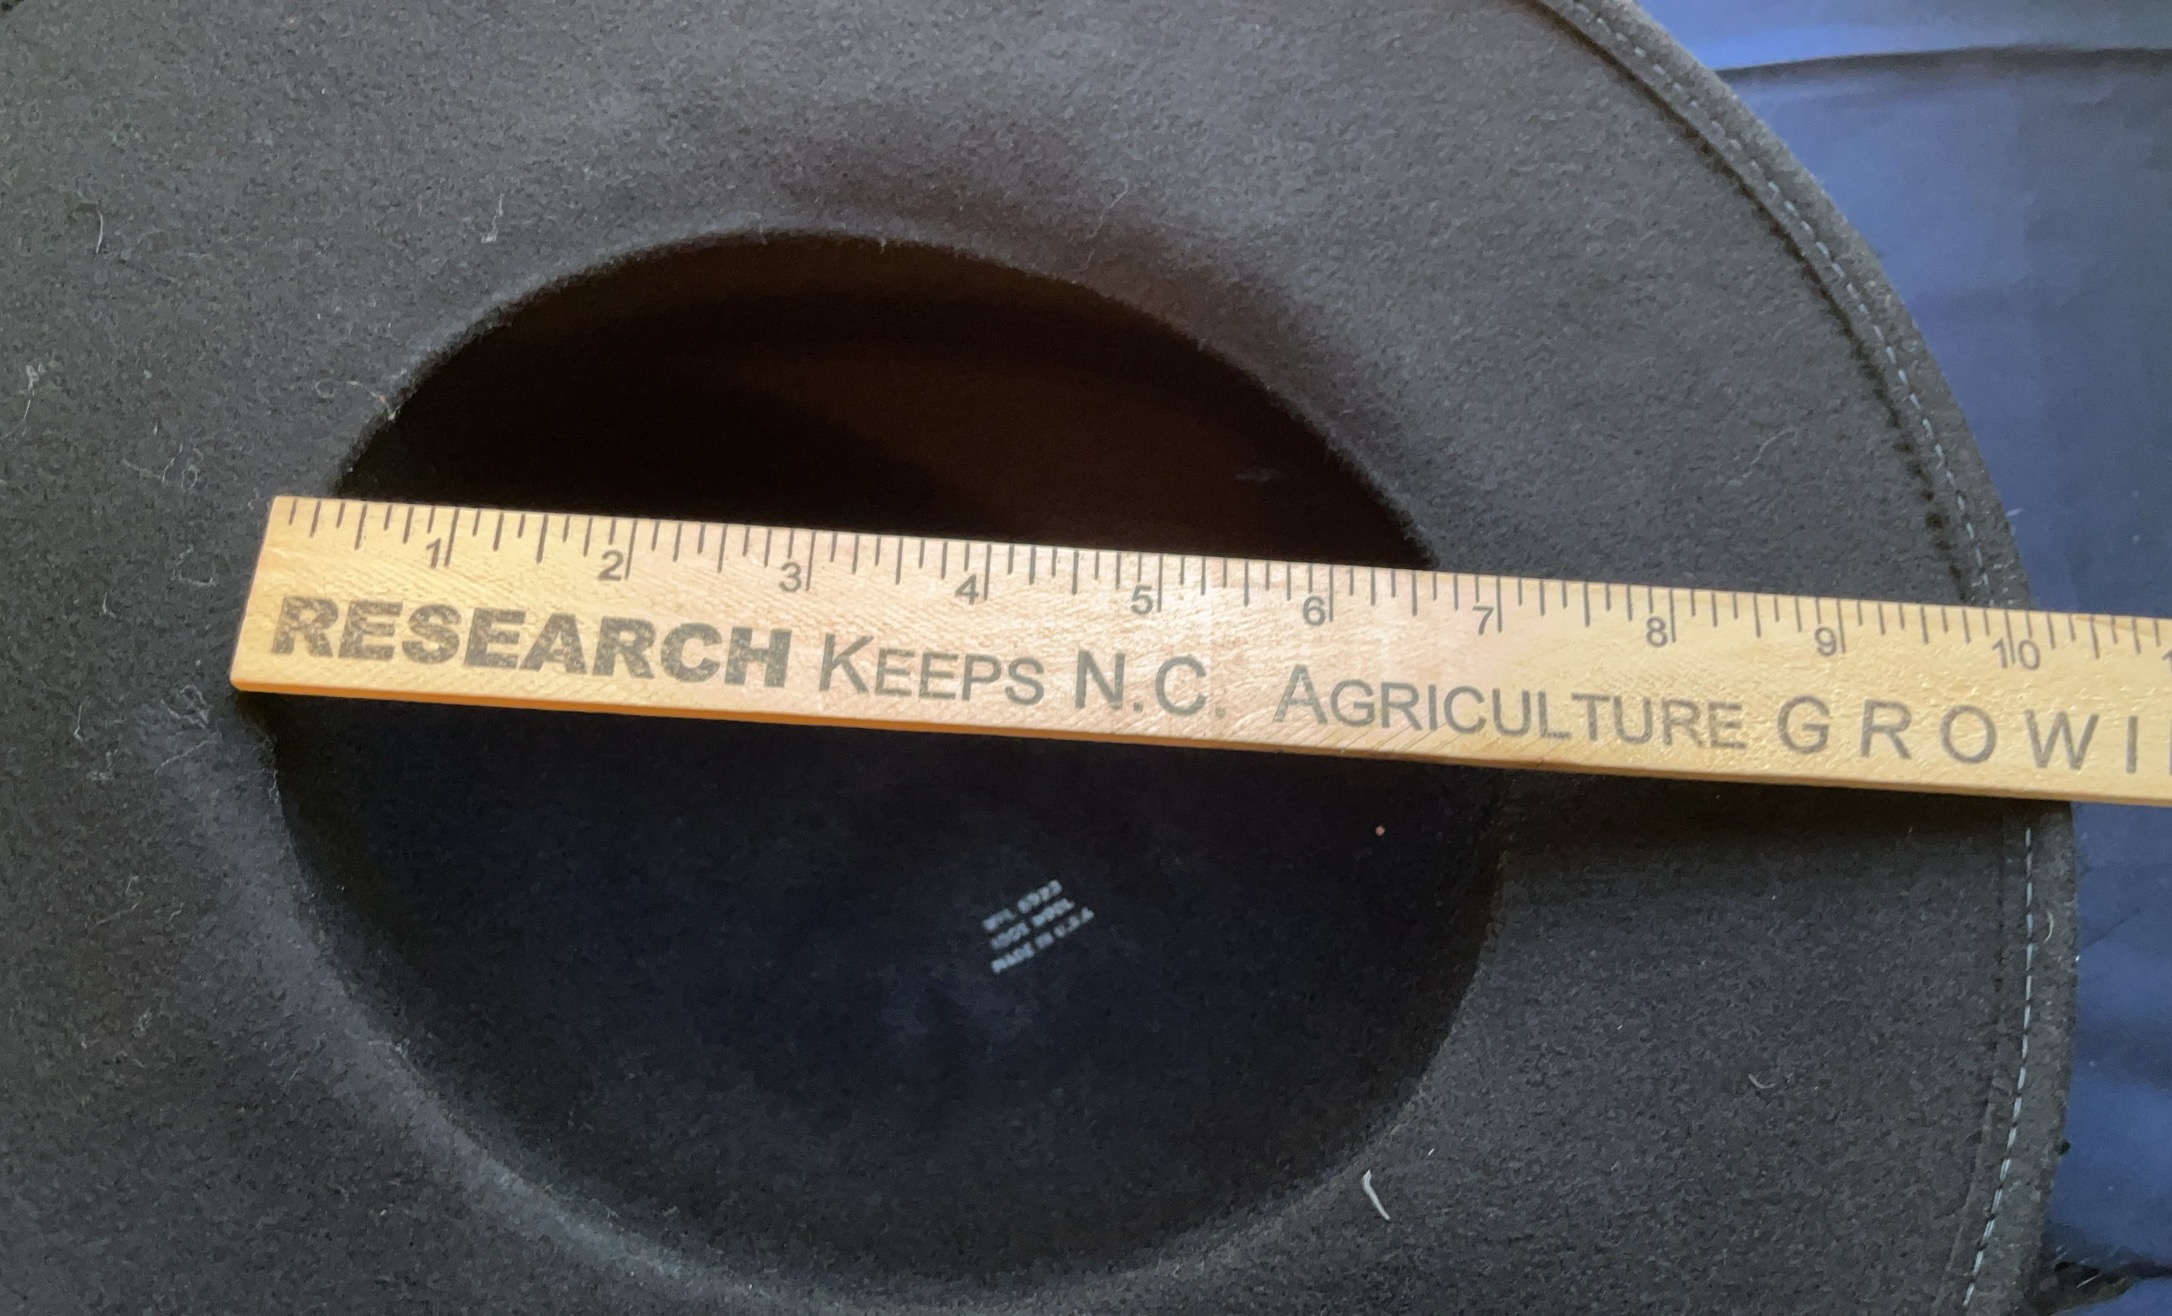 1 2 3 4 5 6 7 8 9 10
RESEARCH KEEPS N.C. AGRICULTURE GROWI
100% WOOL
MADE IN U.S.A